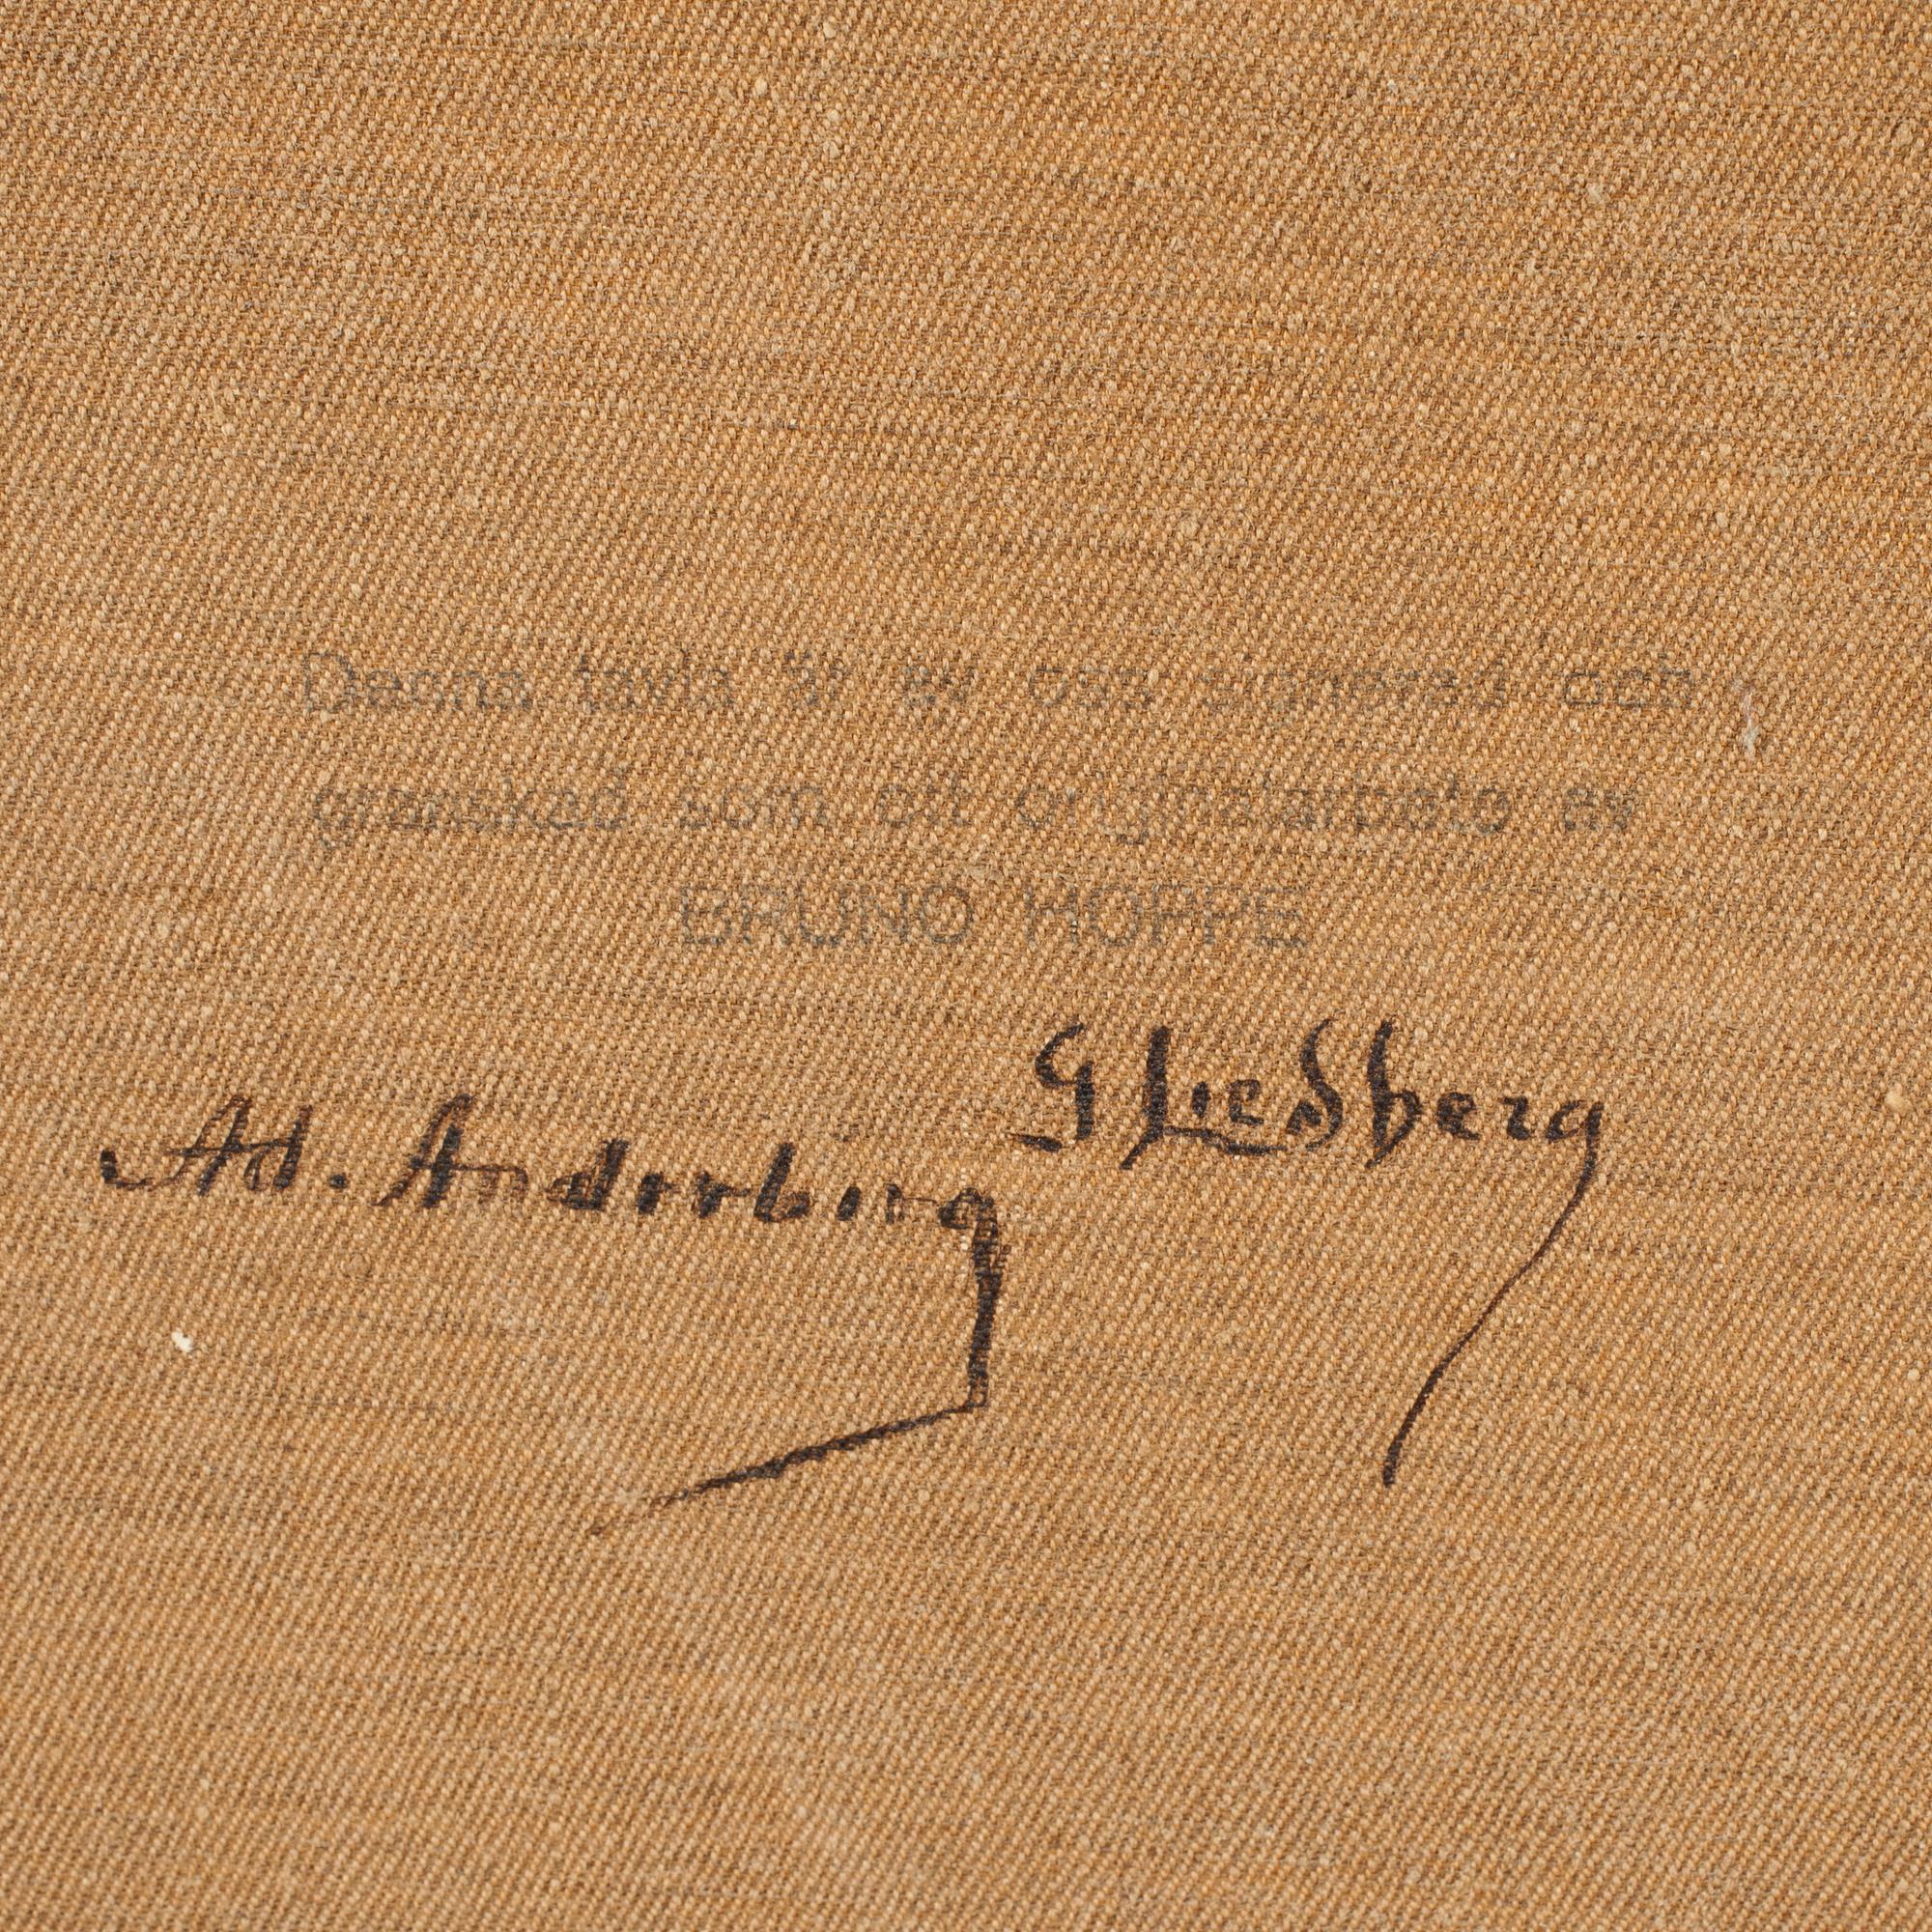 Denna tavla är av oss signerad och
granskad som ett Originalarbete av
BRUNO HOPPE
Ad. Anderberg G Liedberg